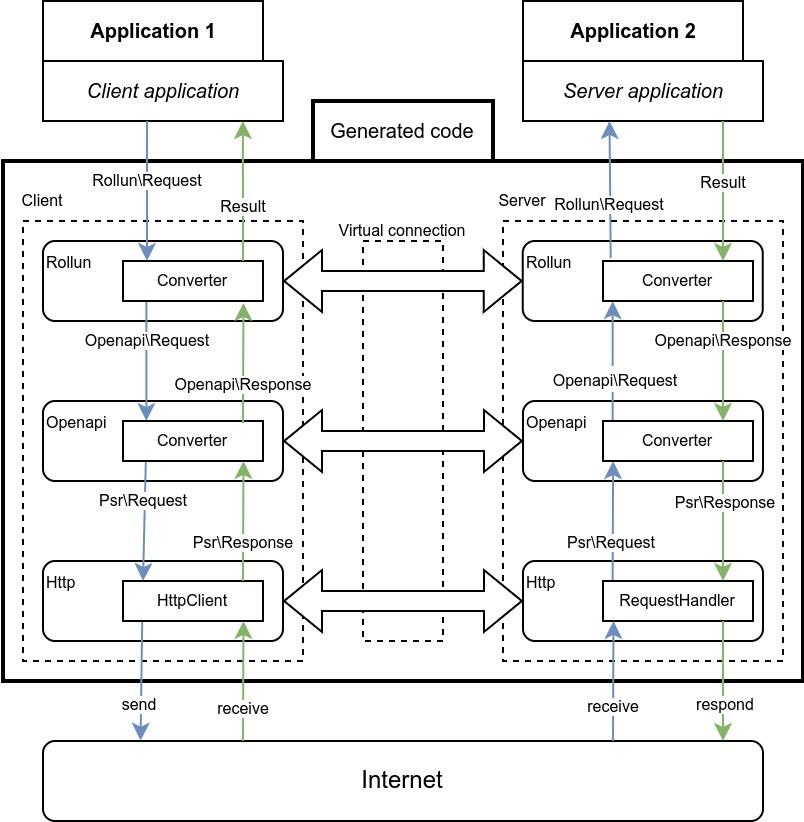 Application 1
Application 2
Client application
Server application
Generated code
Rollun\Request
Result
Client
Server
Rollun\Request
Result
Virtual connection
Rollun
Converter
Rollun
Converter
Openapi\Request
Openapi\Response
Openapi\Response
Openapi\Request
Openapi
Converter
Openapi
Converter
Psr\Request
Psr\Response
Psr\Response
Psr\Request
Http
HttpClient
Http
RequestHandler
send
receive
receive
respond
Internet